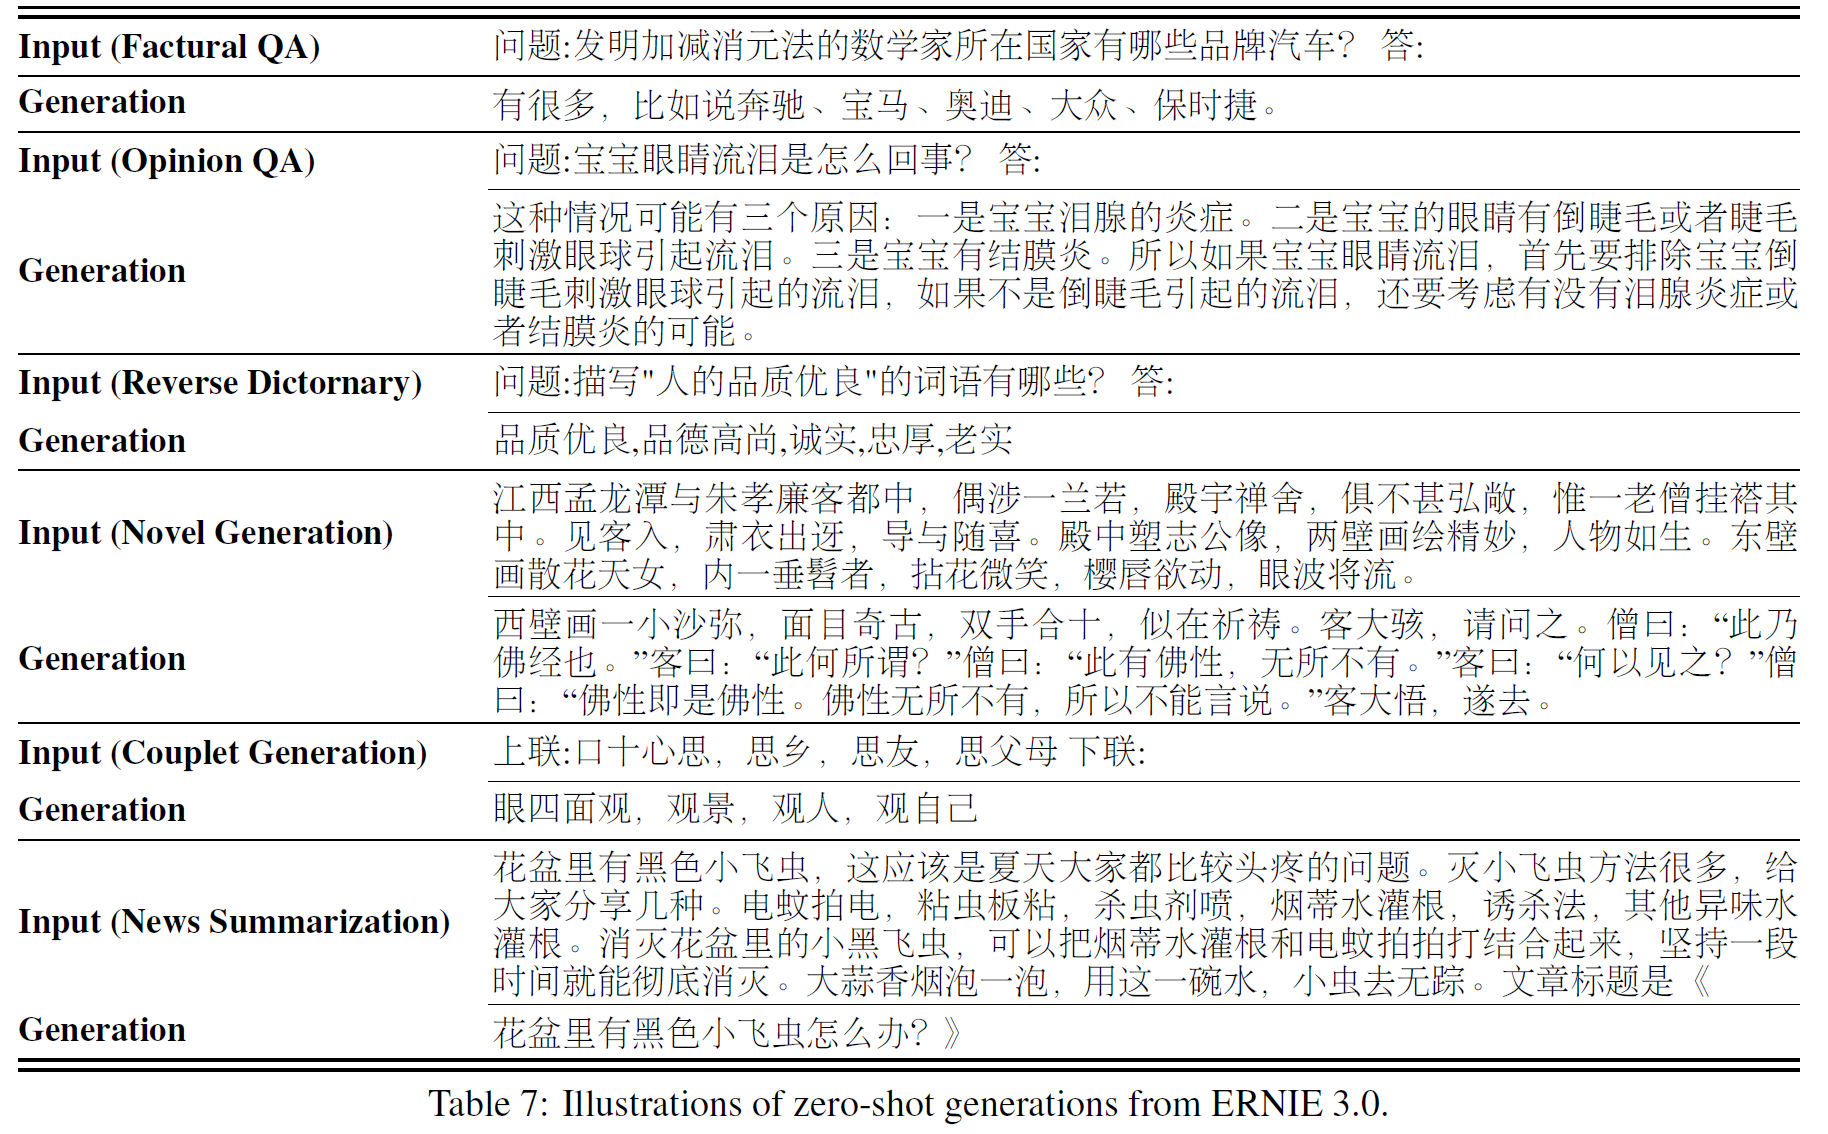 Input (Factural QA)
问题:发明加减消元法的数学家所在国家有哪些品牌汽车？ 答:
Generation
有很多，比如说奔驰、宝马、奥迪、大众、保时捷。
Input (Opinion QA)
问题:宝宝眼睛流泪是怎么回事？ 答:
Generation
这种情况可能有三个原因：一是宝宝泪腺的炎症。二是宝宝的眼睛有倒睫毛或者睫毛
刺激眼球引起流泪。三是宝宝有结膜炎。所以如果宝宝眼睛流泪，首先要排除宝宝倒
睫毛刺激眼球引起的流泪，如果不是倒睫毛引起的流泪，还要考虑有没有泪腺炎症或
者结膜炎的可能。
Input (Reverse Dictornary)
问题:描写"人的品质优良"的词语有哪些？ 答:
Generation
品质优良,品德高尚,诚实,忠厚,老实
Input (Novel Generation)
江西孟龙潭与朱孝廉客都中，偶涉一兰若，殿宇禅舍，俱不甚弘敞，惟一老僧挂褡其
中。见客入，肃衣出迓，导与随喜。殿中塑志公像，两壁画绘精妙，人物如生。东壁
画散花天女，内一垂髫者，拈花微笑，樱唇欲动，眼波将流。
Generation
西壁画一小沙弥，面目奇古，双手合十，似在祈祷。客大骇，请问之。僧曰：“此乃
佛经也。”客曰：“此何所谓？”僧曰：“此有佛性，无所不有。”客曰：“何以见之？”僧
曰：“佛性即是佛性。佛性无所不有，所以不能言说。”客大悟，遂去。
Input (Couplet Generation)
上联:口十心思，思乡，思友，思父母 下联:
Generation
眼四面观，观景，观人，观自己
Input (News Summarization)
花盆里有黑色小飞虫，这应该是夏天大家都比较头疼的问题。灭小飞虫方法很多，给
大家分享几种。电蚊拍电，粘虫板粘，杀虫剂喷，烟蒂水灌根，诱杀法，其他异味水
灌根。消灭花盆里的小黑飞虫，可以把烟蒂水灌根和电蚊拍拍打结合起来，坚持一段
时间就能彻底消灭。大蒜香烟泡一泡，用这一碗水，小虫去无踪。文章标题是《
Generation
花盆里有黑色小飞虫怎么办？》
Table 7: Illustrations of zero-shot generations from ERNIE 3.0.